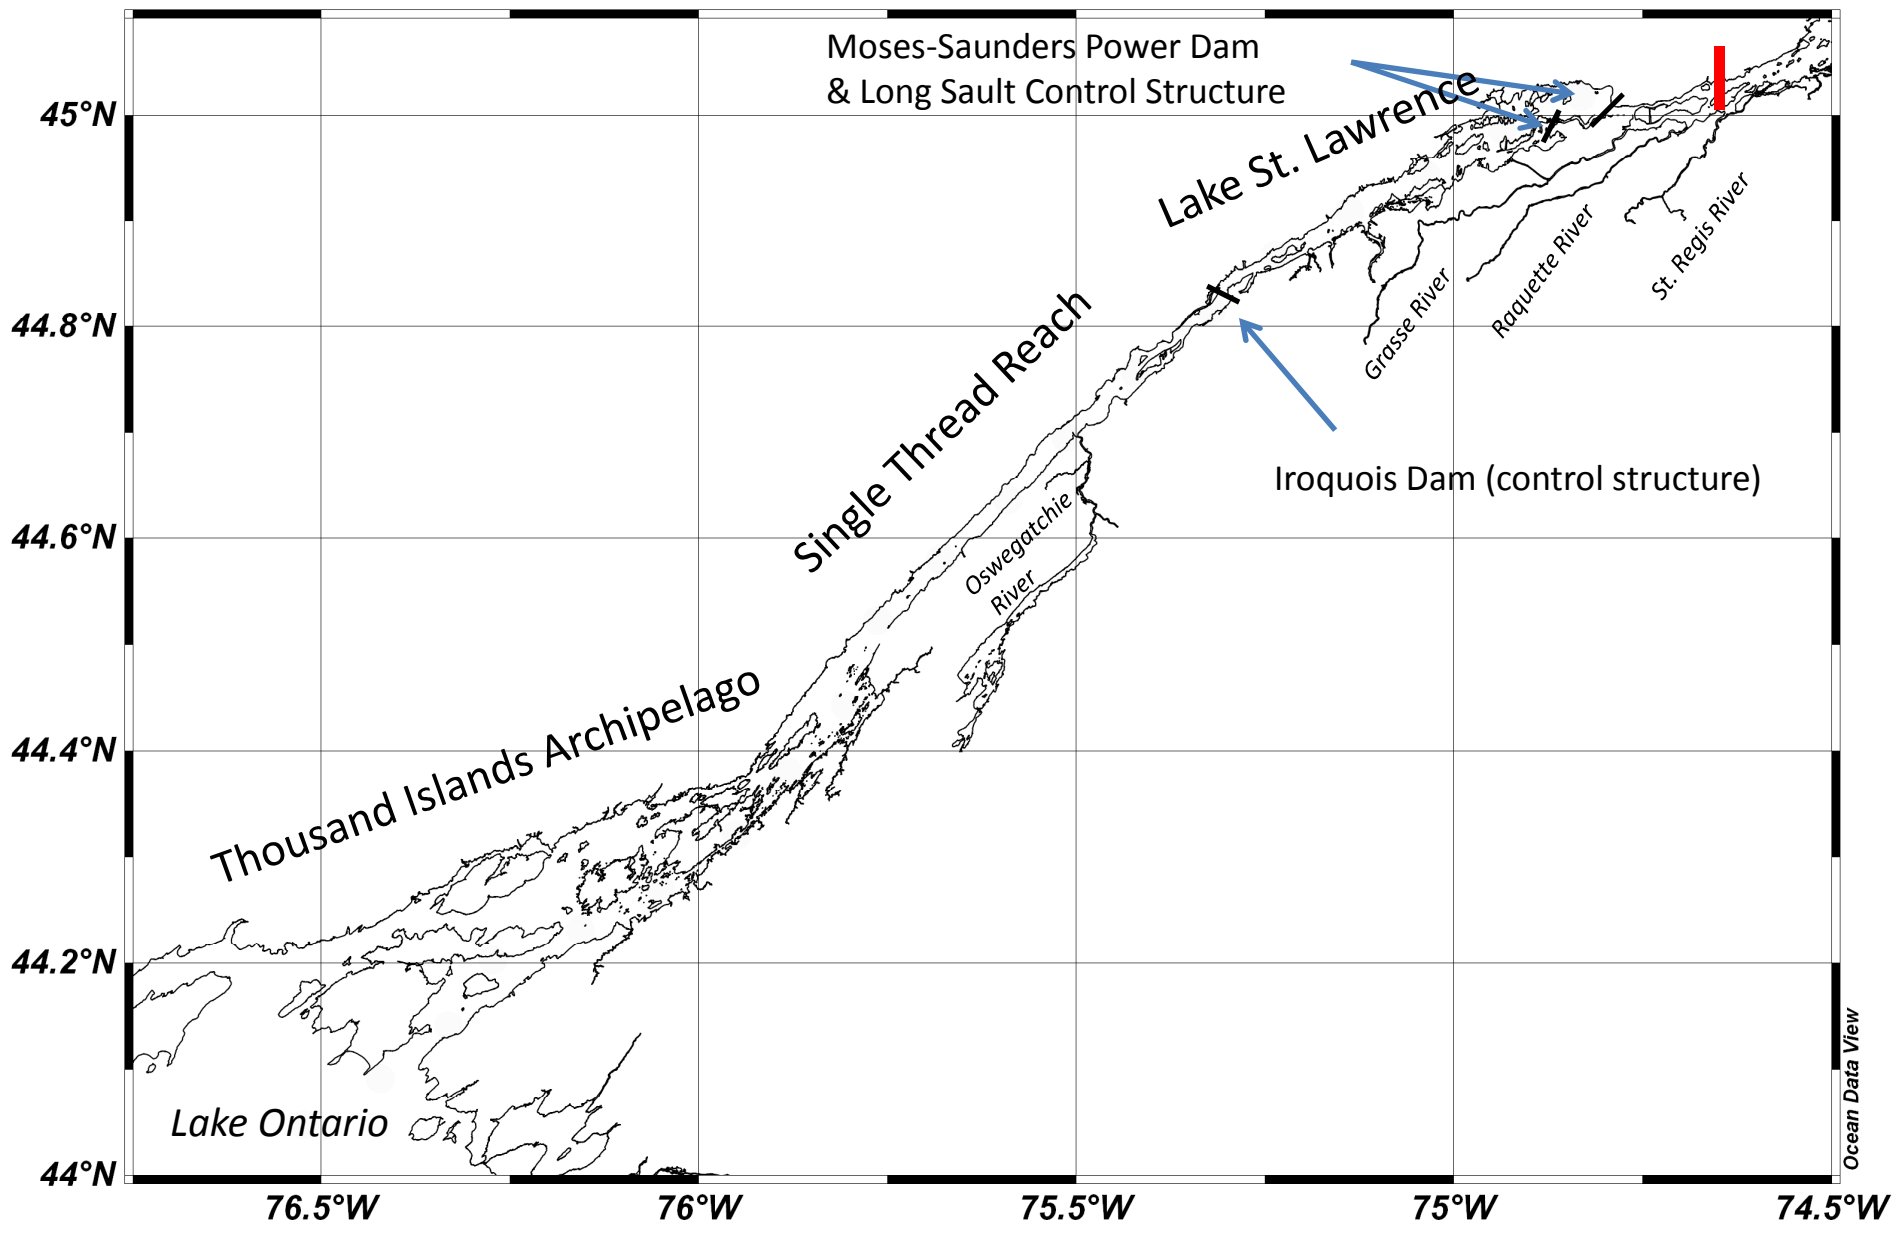 Moses-Saunders Power Dam
& Long Sault Control Structure
45°N
Lake St. Lawrence
St. Regis River
Raquette River
Grasse River
44.8°N
Single Thread Reach
Iroquois Dam (control structure)
44.6°N
Oswegatchie
River
Thousand Islands Archipelago
44.4°N
44.2°N
Lake Ontario
44°N
Ocean Data View
76.5°W
76°W
75.5°W
75°W
74.5°W